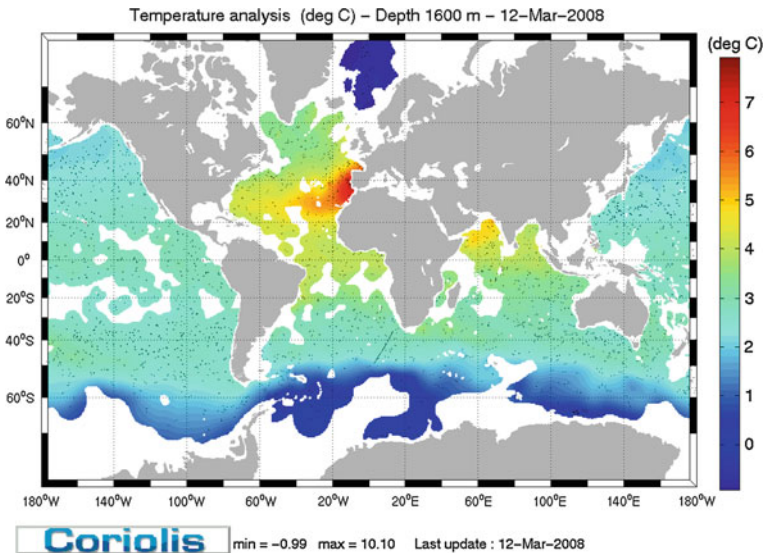 Temperature analysis (deg C) – Depth 1600 m – 12–Mar–2008
(deg C)
7
6
5
4
3
2
1
0
60°N
40°N
20°N
0°
20°S
40°S
60°S
180°W 140°W 100°W 60°W 20°W 20°E 60°E 100°E 140°E 180°W
Coriolis min = –0.99 max = 10.10 Last update : 12–Mar–2008